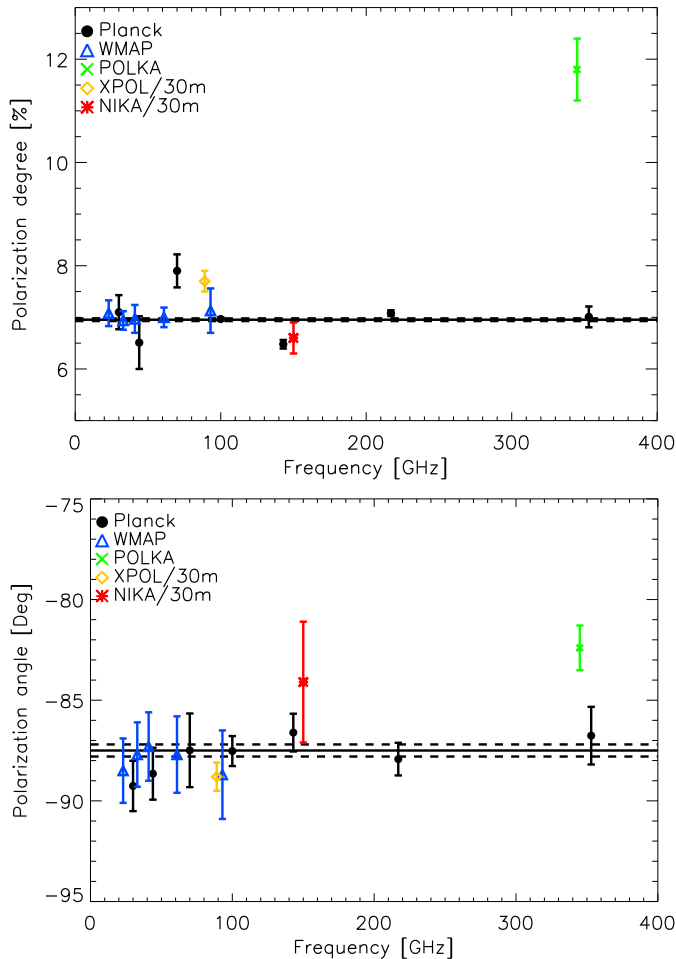 12
10
8
6
Polarization degree [%]
Planck
WMAP
POLKA
XPOL/30m
NIKA/30m
0 100 200 300 400
Frequency [GHz]
−75
−80
−85
−90
−95
Polarization angle [Deg]
Planck
WMAP
POLKA
XPOL/30m
NIKA/30m
0 100 200 300 400
Frequency [GHz]